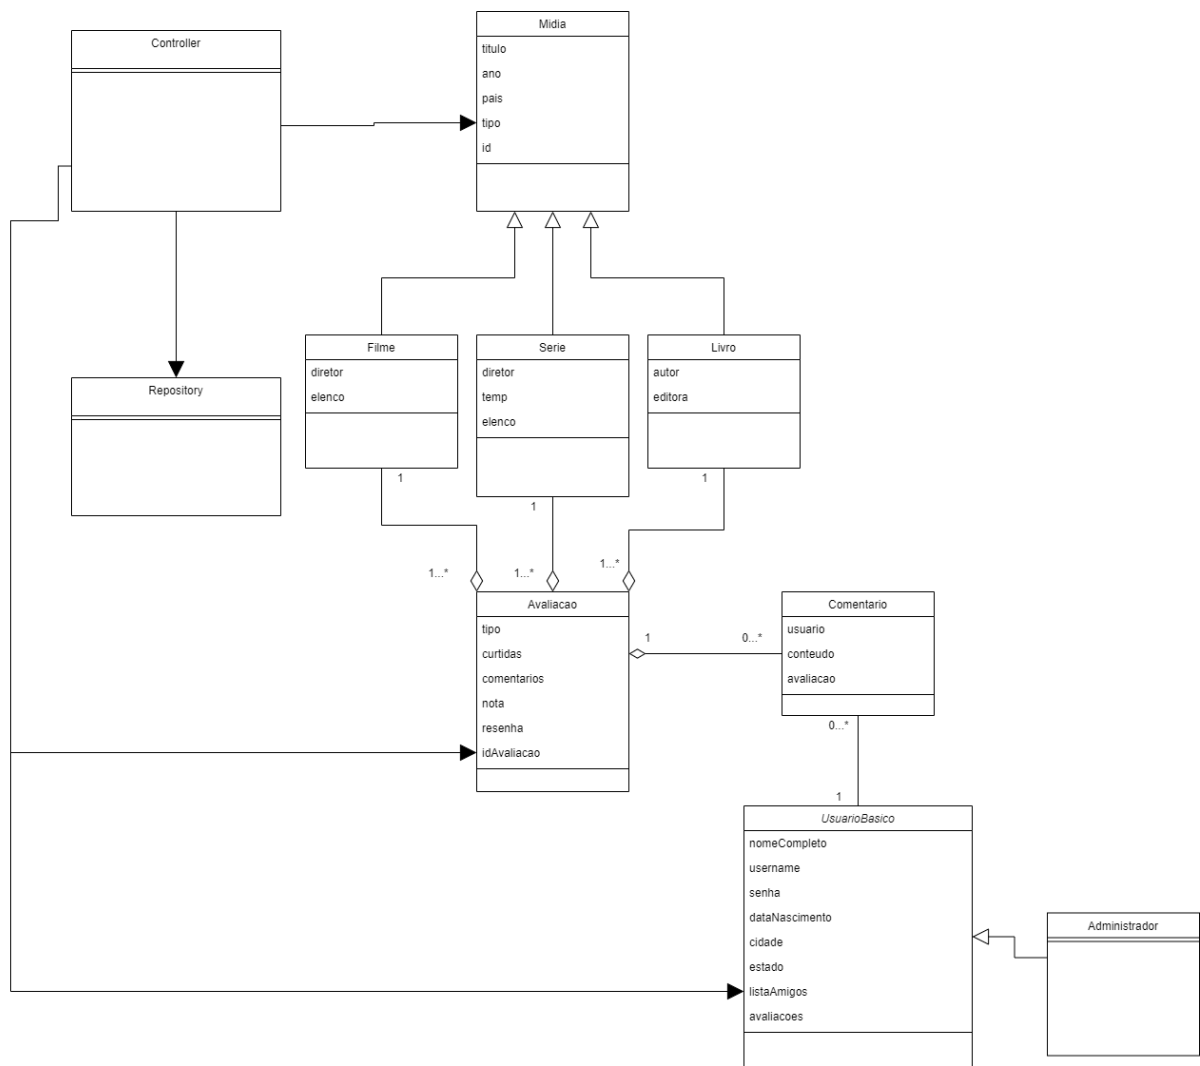 Controller
Midia
titulo
ano
pais
tipo
id
Repository
Filme
diretor
elenco
Serie
diretor
temp
elenco
Livro
autor
editora
1
1
1
1...*
1...*
1...*
Avaliacao
tipo
curtidas
comentarios
nota
resenha
idAvaliacao
1
0...*
Comentario
usuario
conteudo
avaliacao
0...*
1
UsuarioBasico
nomeCompleto
username
senha
dataNascimento
cidade
estado
listaAmigos
avaliacoes
Administrador